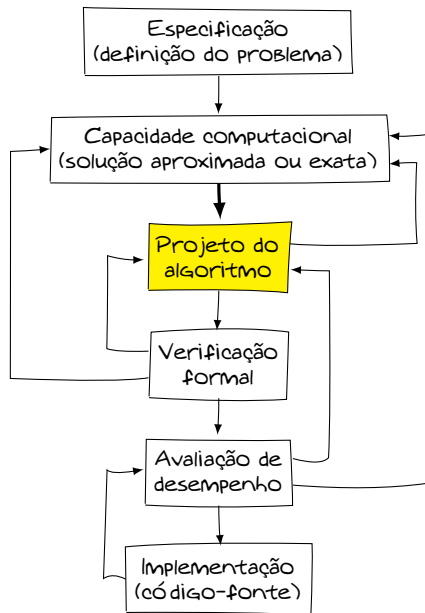 Especificação
(definição do problema)
Capacidade computacional
(solução aproximada ou exata)
Projeto do
algoritmo
Verificação
formal
Avaliação de
desempenho
Implementação
(código-fonte)